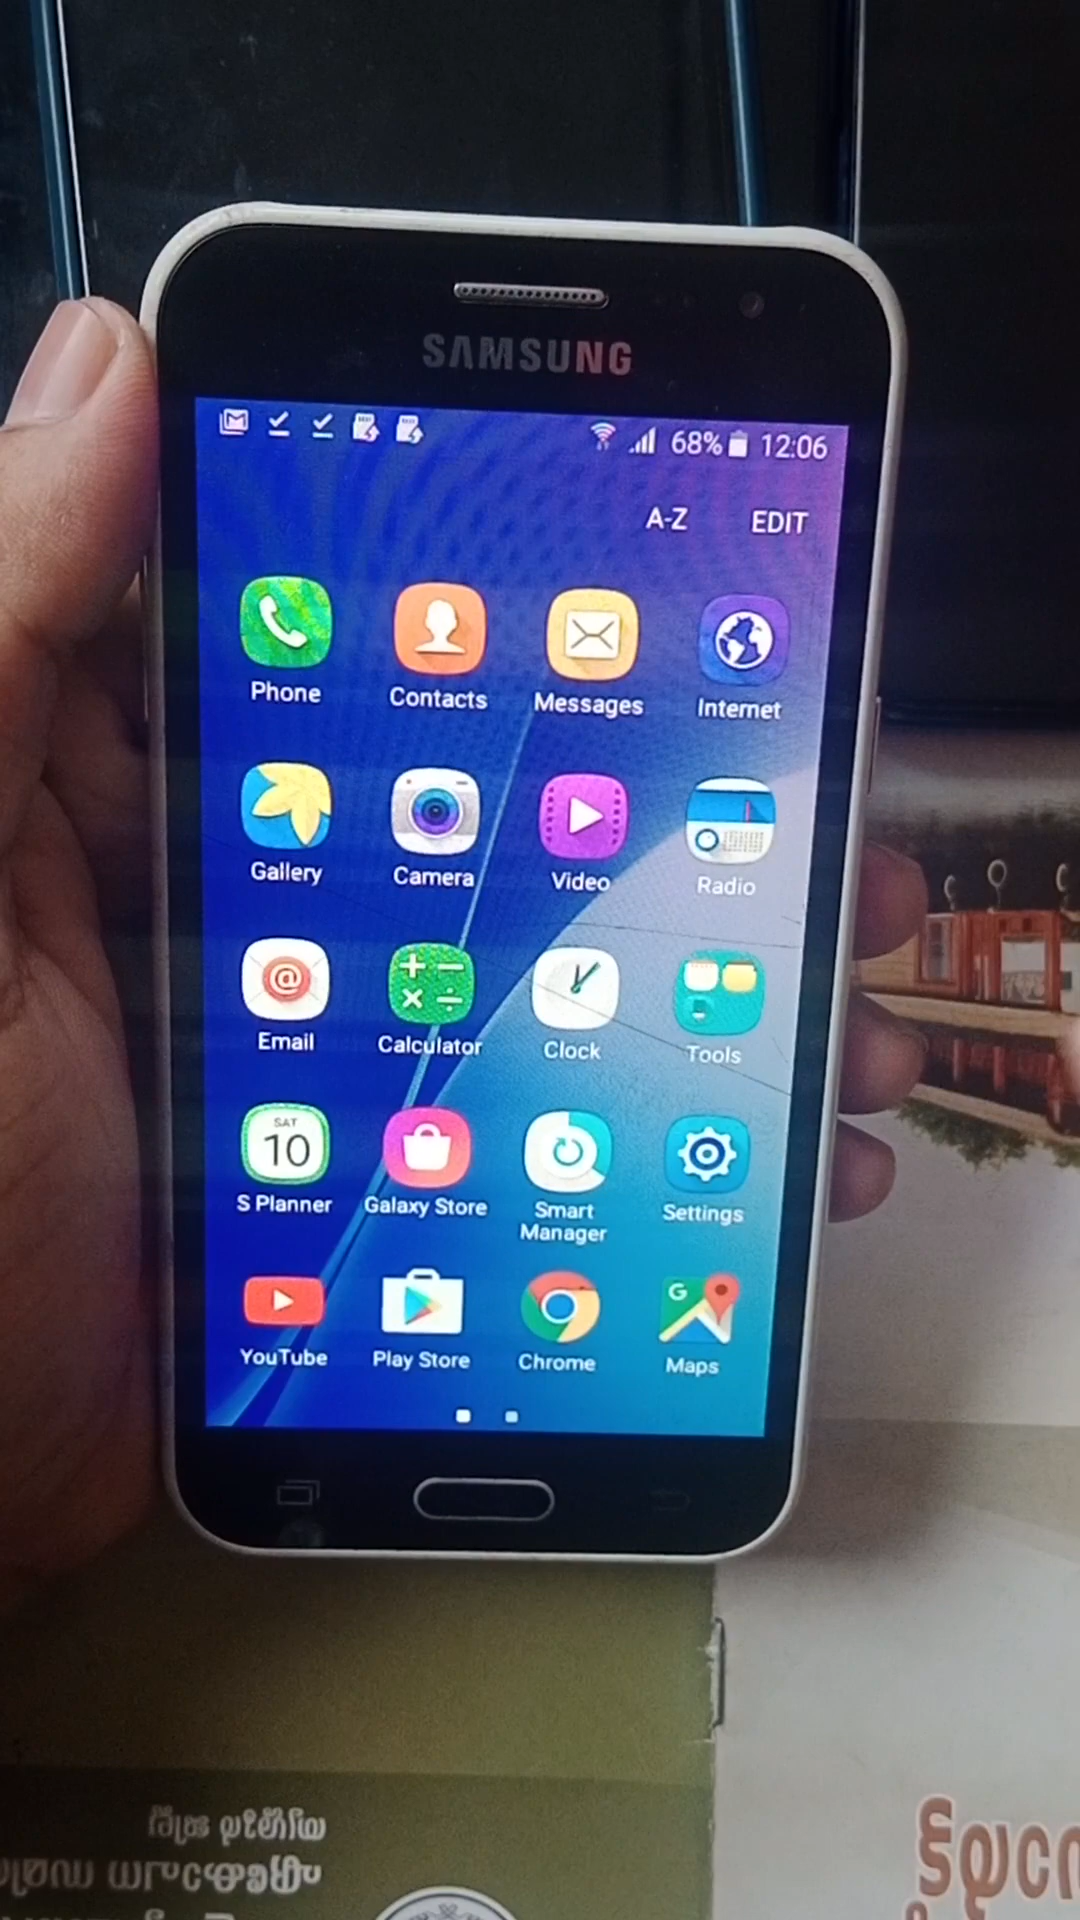 SAMSUNG
68% 12:06
A-Z EDIT
Phone Contacts Messages Internet
Gallery Camera Video Radio
@
Email Calculator Clock Tools
SAT
10
S Planner Galaxy Store Smart Manager Settings
G
YouTube Play Store Chrome Maps